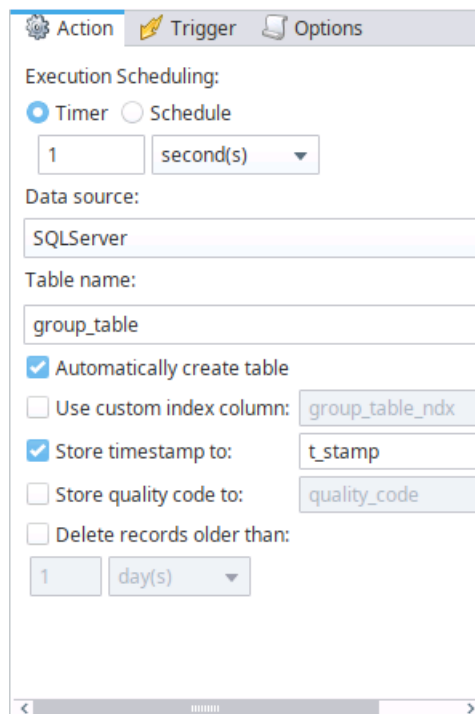 Action Trigger Options
Execution Scheduling:
Timer Schedule
1 second(s)
Data source:
SQLServer
Table name:
group_table
Automatically create table
Use custom index column: group_table_ndx
Store timestamp to: t_stamp
Store quality code to: quality_code
Delete records older than:
1 day(s)